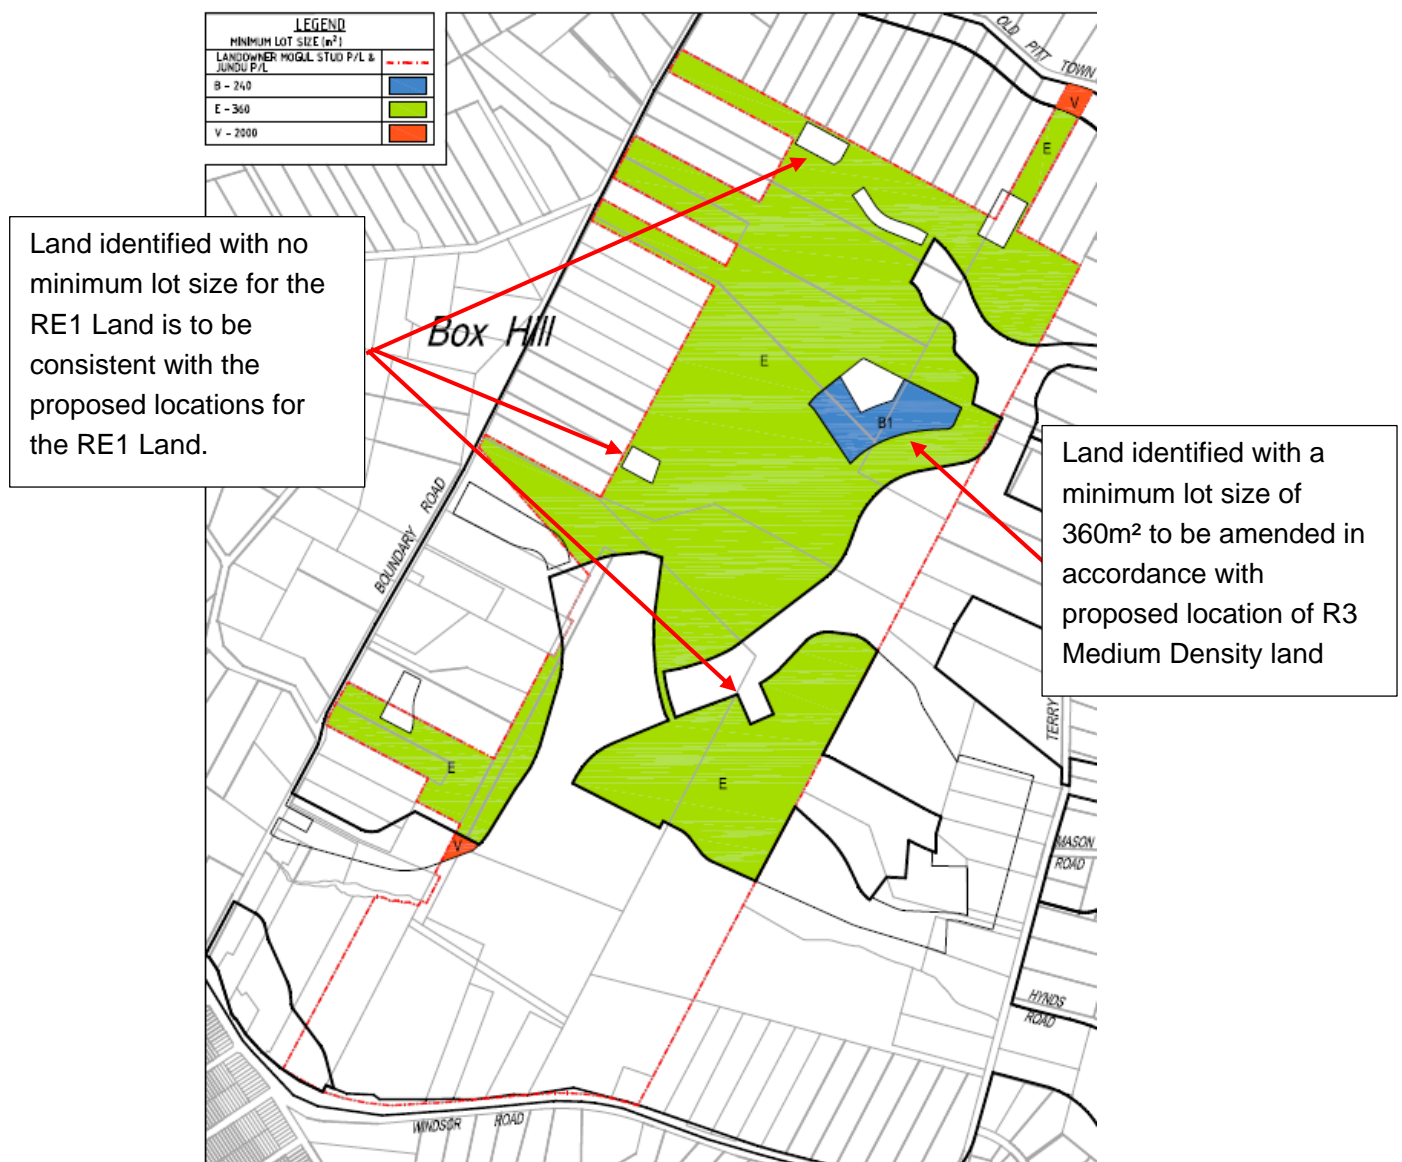 LEGEND
MINIMUM LOT SIZE (m²)
LANDOWNER MOGUL STUD P/L &
JUNDU P/L
B - 240
E - 360
V - 2000
OLD PITT TOWN
V
E
Land identified with no
minimum lot size for the
RE1 Land is to be
consistent with the
proposed locations for
the RE1 Land.
Box Hill
E
B1
Land identified with a
minimum lot size of
360m² to be amended in
accordance with
proposed location of R3
Medium Density land
BOUNDARY ROAD
TERRY
E
E
V
MASON
ROAD
HYNDS
ROAD
WINDSOR ROAD